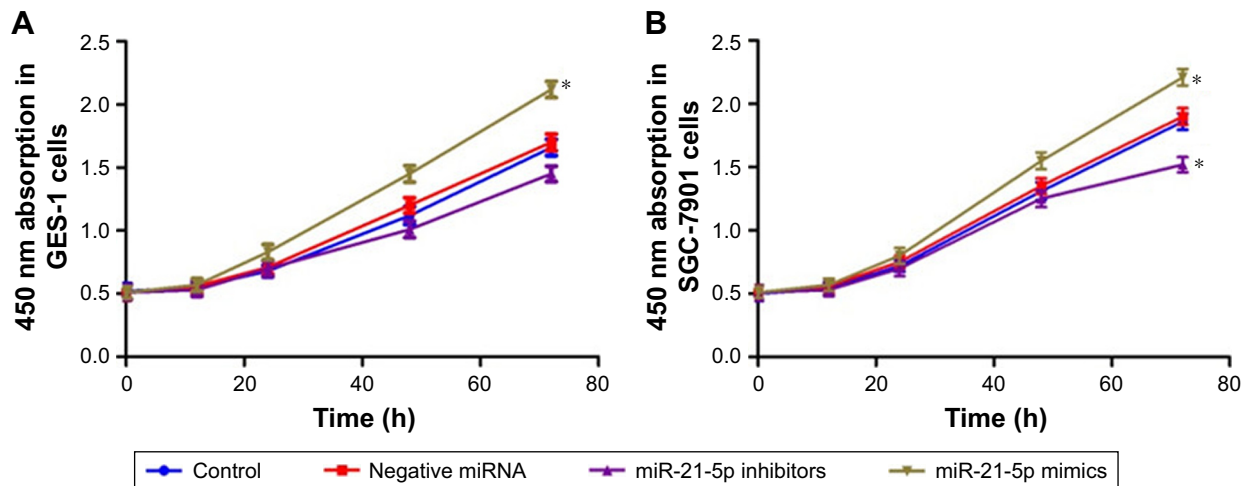 A
450 nm absorption in
GES-1 cells
2.5
2.0
1.5
1.0
0.5
0.0
0 20 40 60 80
Time (h)
*
B
450 nm absorption in
SGC-7901 cells
2.5
2.0
1.5
1.0
0.5
0.0
0 20 40 60 80
Time (h)
*
*
Control Negative miRNA miR-21-5p inhibitors miR-21-5p mimics